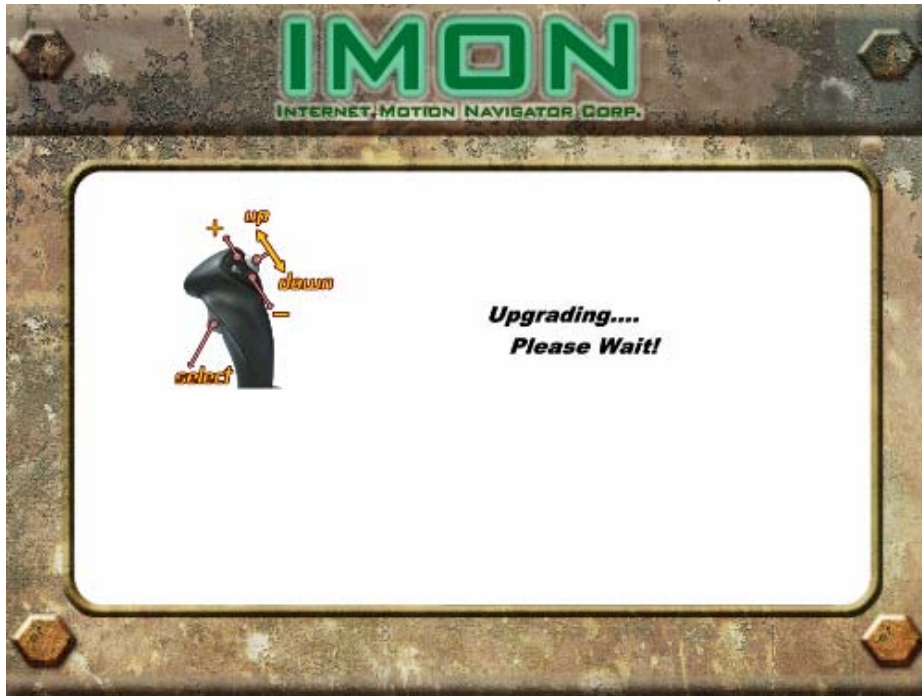 IMON
INTERNET MOTION NAVIGATOR CORP.
+
up
down
-
select
Upgrading....
Please Wait!